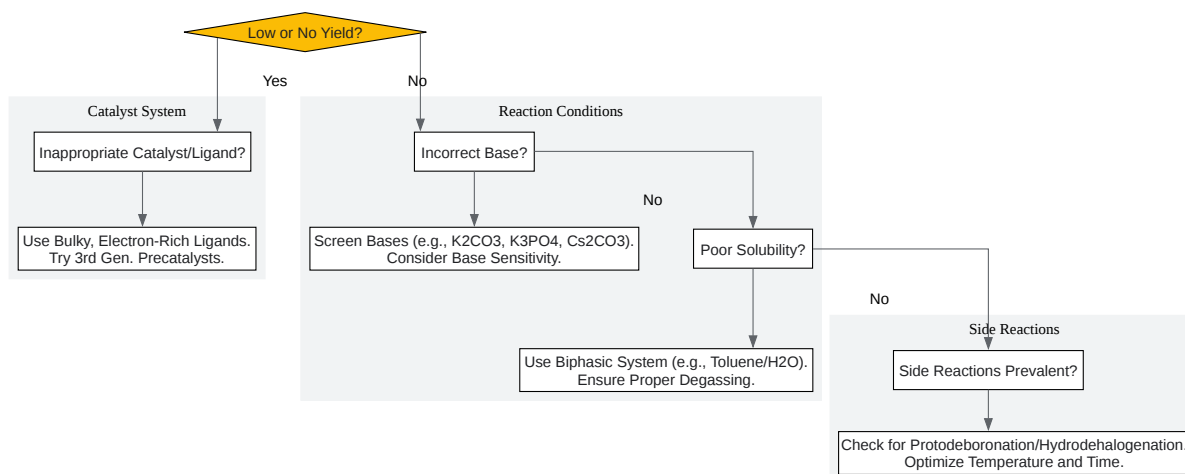 Low or No Yield?
Yes
No
Catalyst System
Reaction Conditions
Inappropriate Catalyst/Ligand?
Incorrect Base?
No
Use Bulky, Electron-Rich Ligands.
Try 3rd Gen. Precatalysts.
Screen Bases (e.g., K2CO3, K3PO4, Cs2CO3).
Consider Base Sensitivity.
Poor Solubility?
No
Side Reactions
Use Biphasic System (e.g., Toluene/H2O).
Ensure Proper Degassing.
Side Reactions Prevalent?
Check for Protodeboronation/Hydrodehalogenation.
Optimize Temperature and Time.